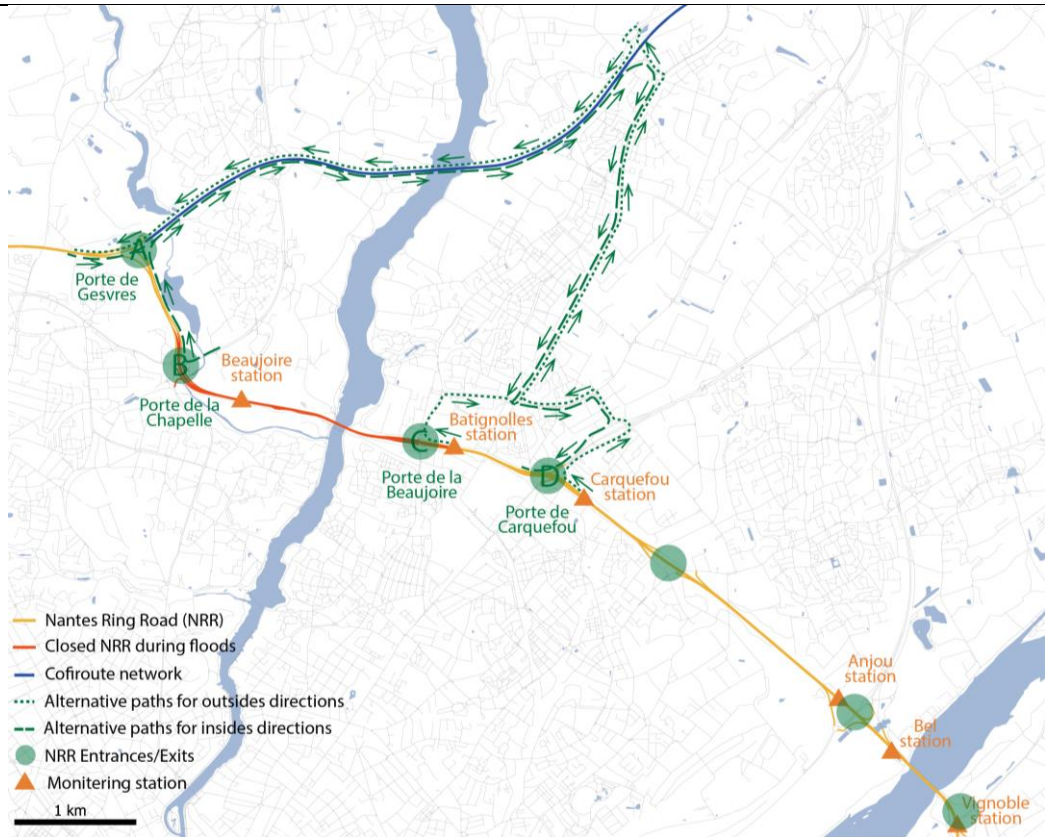 A
Porte de
Gesvres
B
Beaujoire
station
Porte de la
Chapelle
C
Batignolles
station
Porte de la
Beaujoire
D
Carquefou
station
Porte de
Carquefou
Anjou
station
Bel
station
Vignoble
station
Nantes Ring Road (NRR)
Closed NRR during floods
Cofiroute network
Alternative paths for outsides directions
Alternative paths for insides directions
NRR Entrances/Exits
Monitering station
1 km